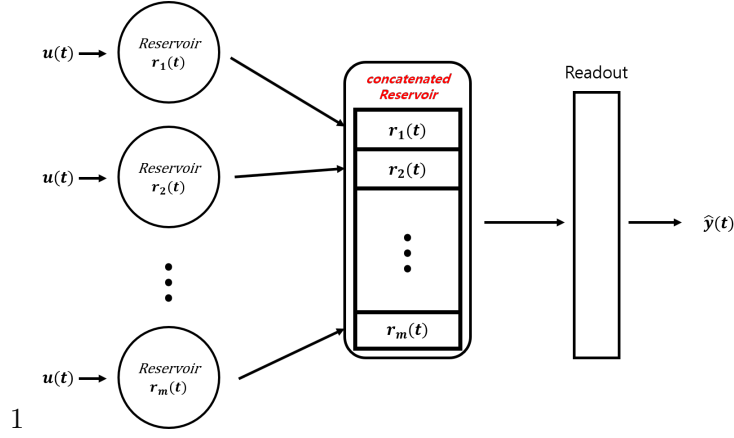 u(t)
Reservoir
r₁(t)
u(t)
Reservoir
r₂(t)
u(t)
Reservoir
rₘ(t)
concatenated
Reservoir
r₁(t)
r₂(t)
rₘ(t)
Readout
ŷ(t)
1